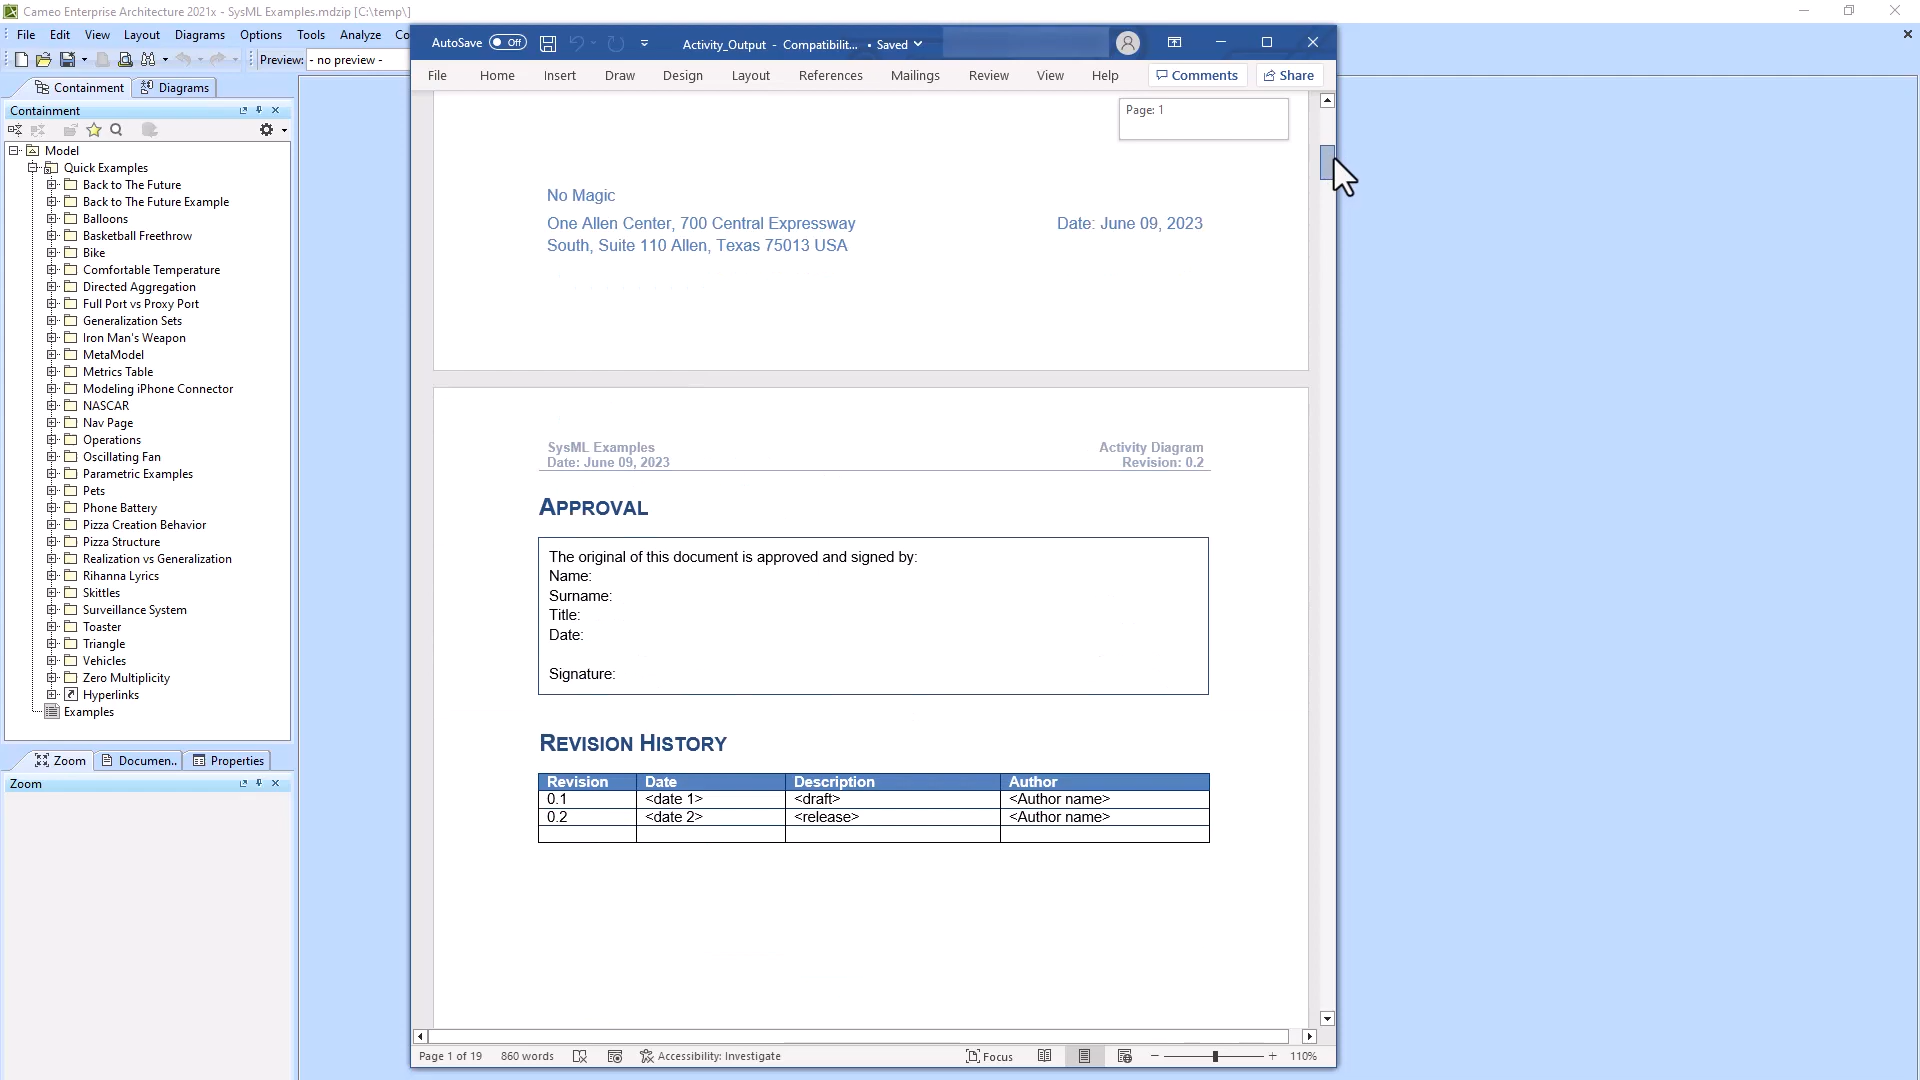 Cameo Enterprise Architecture 2021x - SysML Examples.mdzip [C:\temp\]
File Edit View Layout Diagrams Options Tools Analyze Co
Preview: - no preview -
Containment Diagrams
Containment
Model
Quick Examples
Back to The Future
Back to The Future Example
Balloons
Basketball Freethrow
Bike
Comfortable Temperature
Directed Aggregation
Full Port vs Proxy Port
Generalization Sets
Iron Man's Weapon
MetaModel
Metrics Table
Modeling iPhone Connector
NASCAR
Nav Page
Operations
Oscillating Fan
Parametric Examples
Pets
Phone Battery
Pizza Creation Behavior
Pizza Structure
Realization vs Generalization
Rihanna Lyrics
Skittles
Surveillance System
Toaster
Triangle
Vehicles
Zero Multiplicity
Hyperlinks
Examples
Zoom Documen.. Properties
Zoom
AutoSave Off Activity_Output - Compatibilit... • Saved
File Home Insert Draw Design Layout References Mailings Review View Help Comments Share
Page: 1
No Magic
One Allen Center, 700 Central Expressway Date: June 09, 2023
South, Suite 110 Allen, Texas 75013 USA
SysML Examples Activity Diagram
Date: June 09, 2023 Revision: 0.2
APPROVAL
The original of this document is approved and signed by:
Name:
Surname:
Title:
Date:
Signature:
REVISION HISTORY
Revision Date Description Author
0.1 <date 1> <draft> <Author name>
0.2 <date 2> <release> <Author name>
Page 1 of 19 860 words Accessibility: Investigate Focus 110%